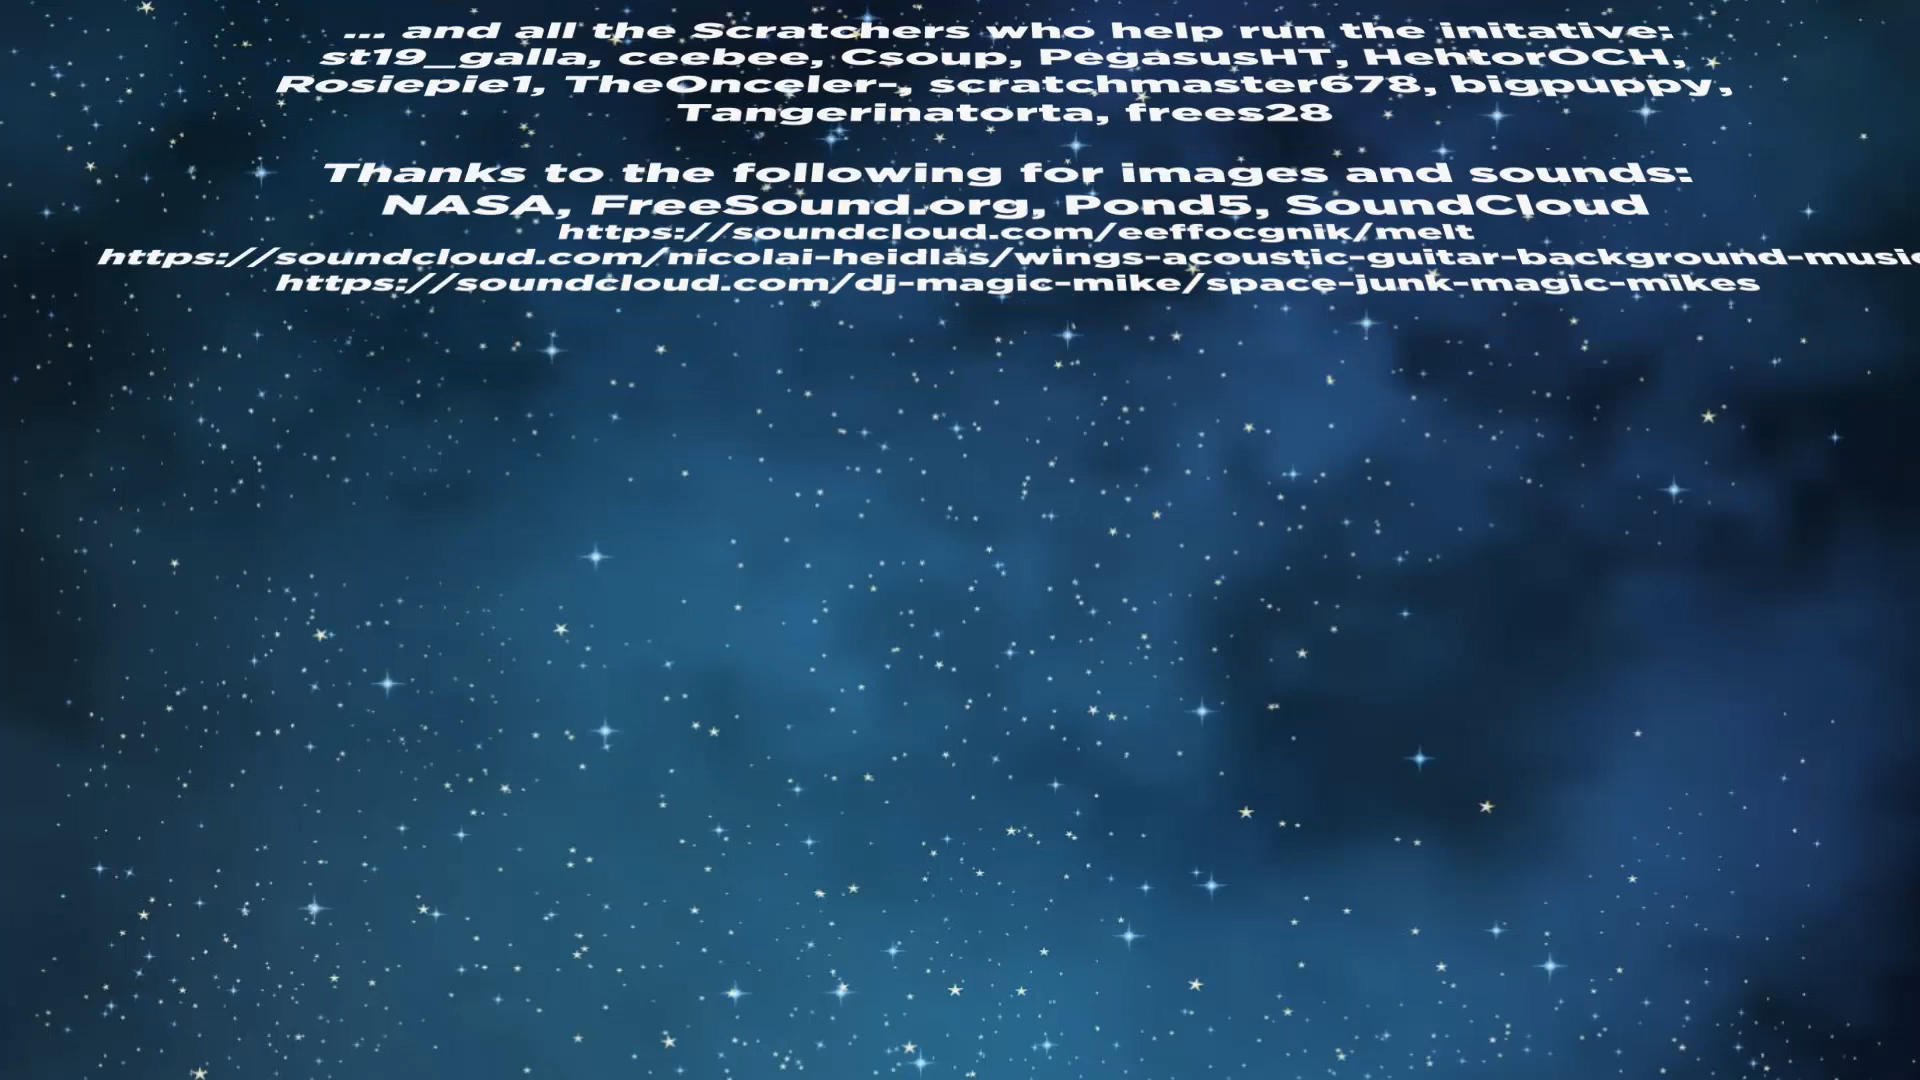 ... and all the Scratchers who help run the initative:
st19_galla, ceebee, Csoup, PegasusHT, HehtorOCH,
Rosiepie1, TheOnceler-, scratchmaster678, bigpuppy,
Tangerinatorta, frees28
Thanks to the following for images and sounds:
NASA, FreeSound.org, Pond5, SoundCloud
https://soundcloud.com/eeffocgnik/melt
https://soundcloud.com/nicolai-heidlas/wings-acoustic-guitar-background-music
https://soundcloud.com/dj-magic-mike/space-junk-magic-mikes